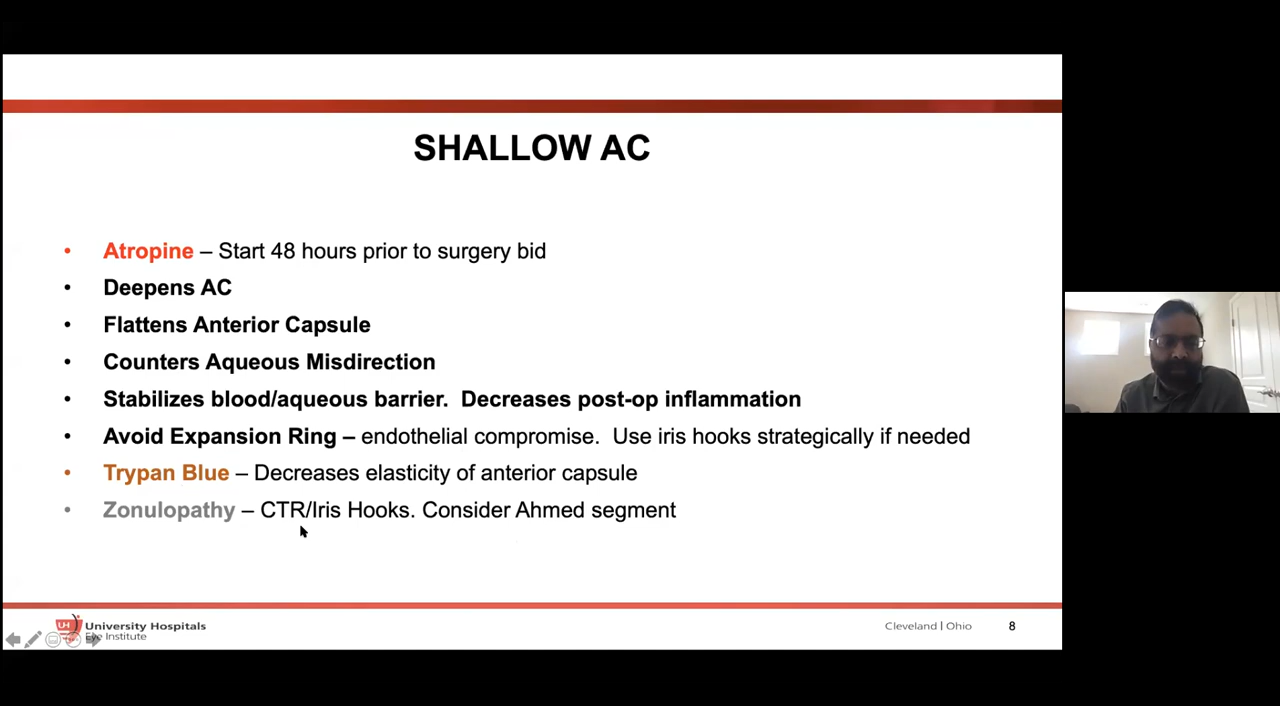 SHALLOW AC
• Atropine – Start 48 hours prior to surgery bid
• Deepens AC
• Flattens Anterior Capsule
• Counters Aqueous Misdirection
• Stabilizes blood/aqueous barrier.  Decreases post-op inflammation
• Avoid Expansion Ring – endothelial compromise.  Use iris hooks strategically if needed
• Trypan Blue – Decreases elasticity of anterior capsule
• Zonulopathy – CTR/Iris Hooks. Consider Ahmed segment
UH
University Hospitals
Eye Institute
Cleveland | Ohio
8